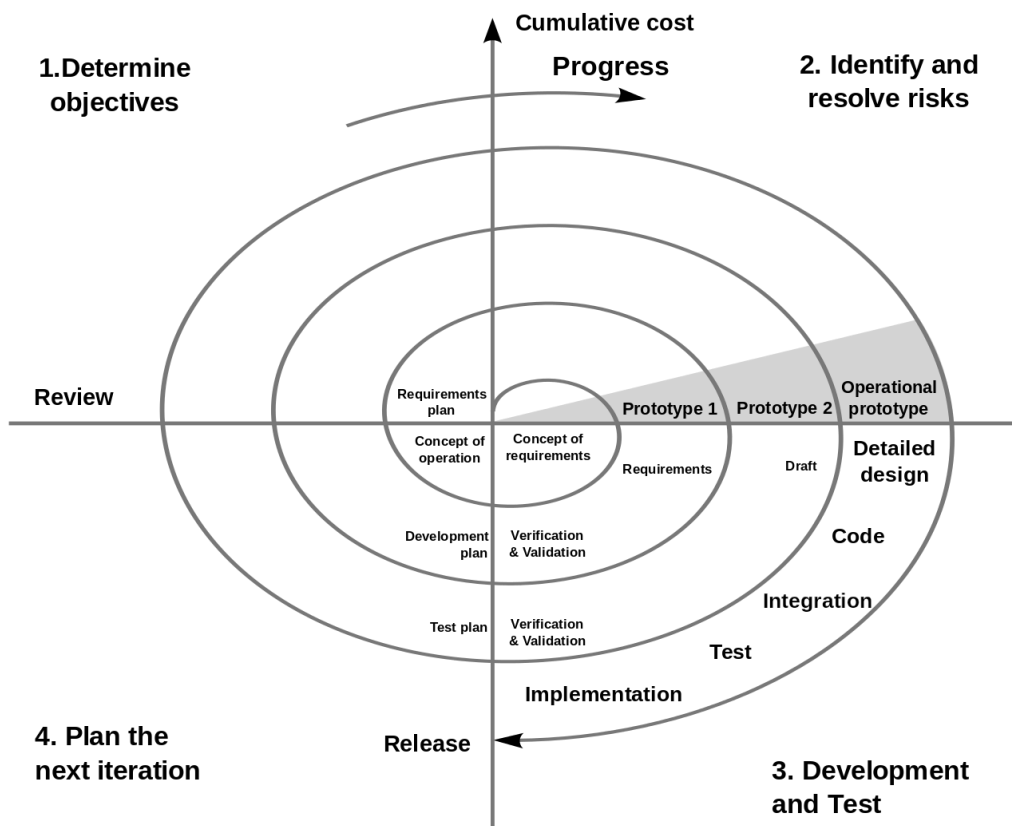 Cumulative cost
Progress
1.Determine
objectives
2. Identify and
resolve risks
Review
Requirements
plan
Prototype 1
Prototype 2
Operational
prototype
Concept of
operation
Concept of
requirements
Requirements
Draft
Detailed
design
Development
plan
Verification
& Validation
Code
Test plan
Verification
& Validation
Integration
Test
Implementation
Release
4. Plan the
next iteration
3. Development
and Test